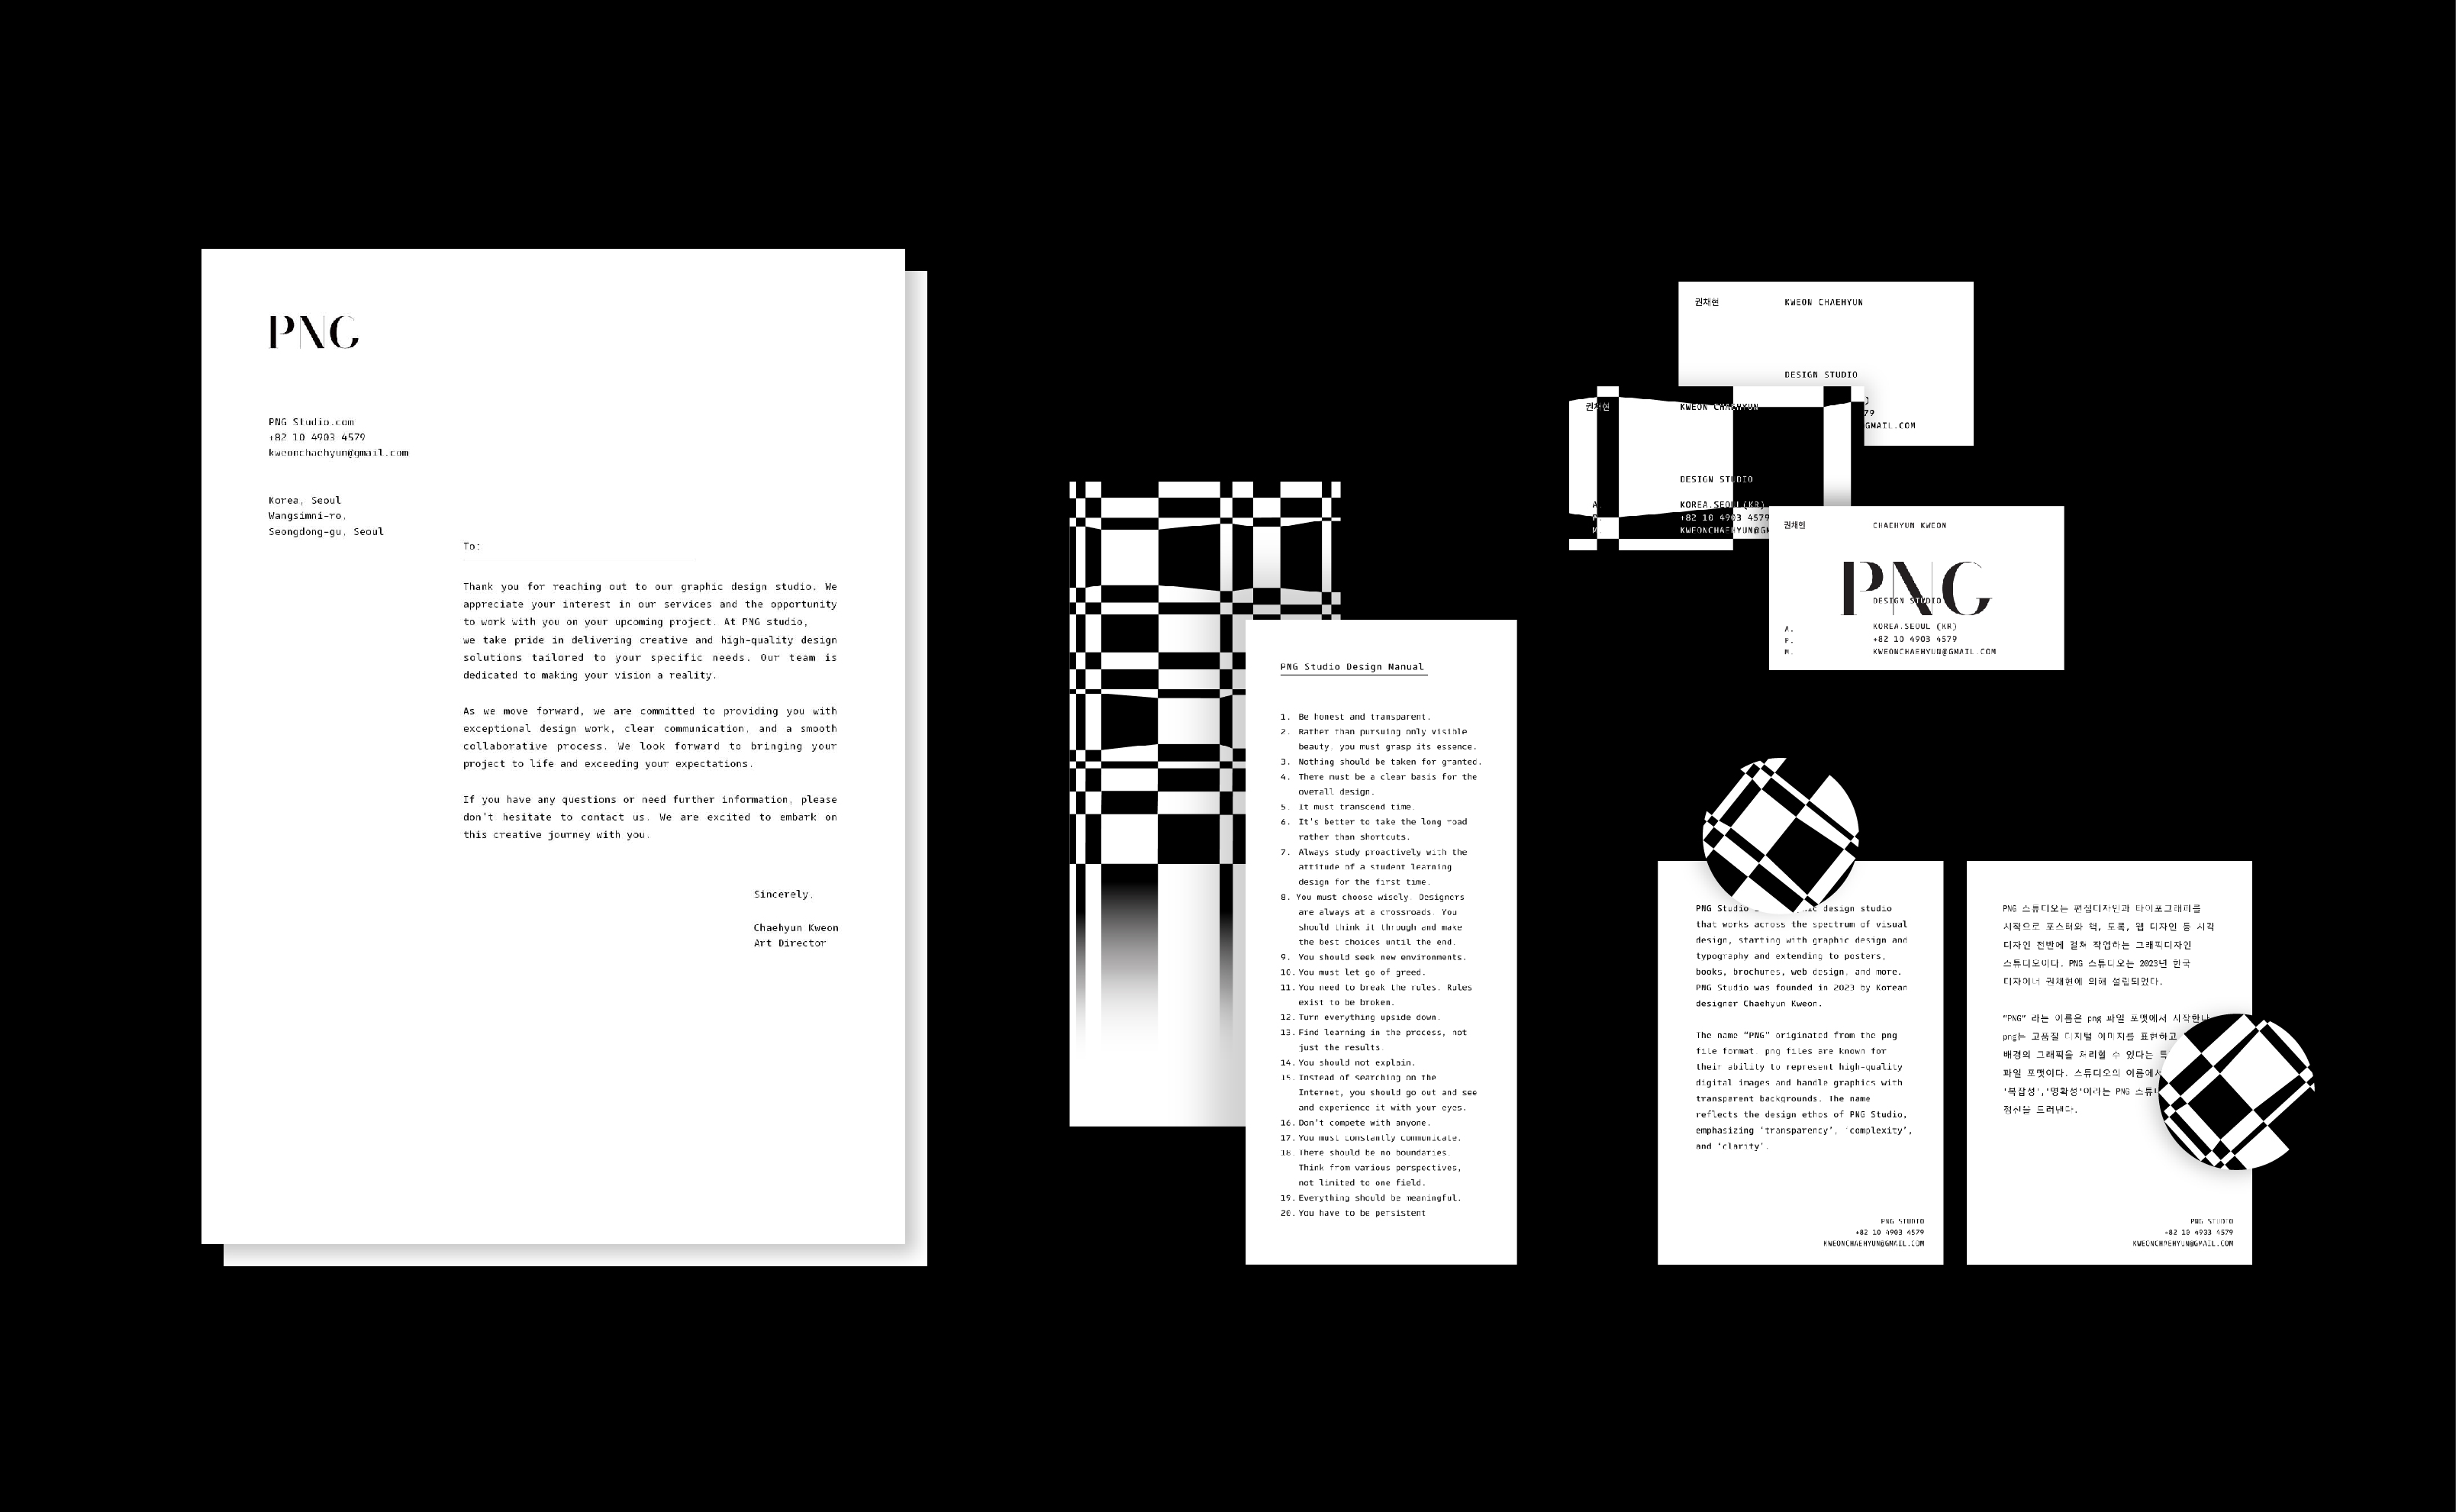 PNG
PNG Studio.com
+82 10 4903 4579
kweonchaehyun@gmail.com
Korea, Seoul
Wangsimni-ro,
Seongdong-gu, Seoul
To:
Thank you for reaching out to our graphic design studio. We
appreciate your interest in our services and the opportunity
to work with you on your upcoming project. At PNG studio,
we take pride in delivering creative and high-quality design
solutions tailored to your specific needs. Our team is
dedicated to making your vision a reality.
As we move forward, we are committed to providing you with
exceptional design work, clear communication, and a smooth
collaborative process. We look forward to bringing your
project to life and exceeding your expectations.
If you have any questions or need further information, please
don't hesitate to contact us. We are excited to embark on
this creative journey with you.
Sincerely,
Chaehyun Kweon
Art Director
PNG Studio Design Manual
1. Be honest and transparent.
2. Rather than pursuing only visible
beauty, you must grasp its essence.
3. Nothing should be taken for granted.
4. There must be a clear basis for the
overall design.
5. It must transcend time.
6. It's better to take the long road
rather than shortcuts.
7. Always study proactively with the
attitude of a student learning
design for the first time.
8. You must choose wisely. Designers
are always at a crossroads. You
should think it through and make
the best choices until the end.
9. You should seek new environments.
10. You must let go of greed.
11. You need to break the rules. Rules
exist to be broken.
12. Turn everything upside down.
13. Find learning in the process, not
just the results.
14. You should not explain.
15. Instead of searching on the
Internet, you should go out and see
and experience it with your eyes.
16. Don't compete with anyone.
17. You must constantly communicate.
18. There should be no boundaries.
Think from various perspectives,
not limited to one field.
19. Everything should be meaningful.
20. You have to be persistent
권채현 KWEON CHAEHYUN
DESIGN STUDIO
79
GMAIL.COM
권채현 KWEON CHAEHYUN
DESIGN STUDIO
A. KOREA.SEOUL(KR)
P. +82 10 4903 4579
M. KWEONCHAEHYUN@GM
권채현 CHAEHYUN KWEON
PNG
DESIGN STUDIO
A. KOREA.SEOUL (KR)
P. +82 10 4903 4579
M. KWEONCHAEHYUN@GMAIL.COM
PNG Studio design studio
that works across the spectrum of visual
design, starting with graphic design and
typography and extending to posters,
books, brochures, web design, and more.
PNG Studio was founded in 2023 by Korean
designer Chaehyun Kweon.
The name “PNG” originated from the png
file format. png files are known for
their ability to represent high-quality
digital images and handle graphics with
transparent backgrounds. The name
reflects the design ethos of PNG Studio,
emphasizing ‘transparency’, ‘complexity’,
and ‘clarity’.
PNG STUDIO
+82 10 4903 4579
KWEONCHAEHYUN@GMAIL.COM
PNG 스튜디오는 편집디자인과 타이포그래피를
시작으로 포스터와 책, 도록, 웹 디자인 등 시각
디자인 전반에 걸쳐 작업하는 그래픽디자인
스튜디오이다. PNG 스튜디오는 2023년 한국
디자이너 권채현에 의해 설립되었다.
“PNG” 라는 이름은 png 파일 포맷에서 시작한다.
png는 고품질 디지털 이미지를 표현하고
배경의 그래픽을 처리할 수 있다는
파일 포맷이다. 스튜디오의 이름에서
‘복잡성’,‘명확성’이라는 PNG 스튜
정신을 드러낸다.
PNG STUDIO
+82 10 4903 4579
KWEONCHAEHYUN@GMAIL.COM